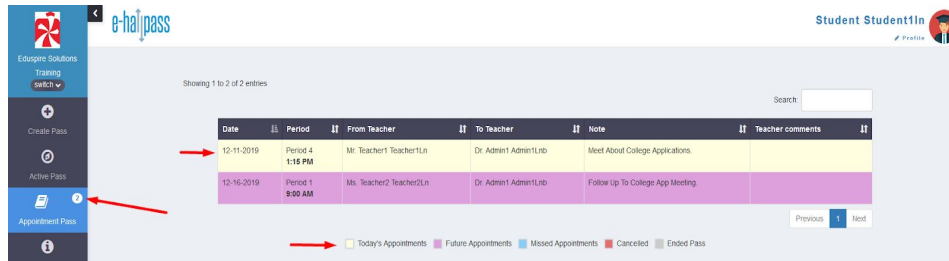 e-hallpass
Student Student1ln
Profile
Eduspire Solutions
Training
switch
Create Pass
Active Pass
2
Appointment Pass
Showing 1 to 2 of 2 entries
Search:
Date Period From Teacher To Teacher Note Teacher comments
12-11-2019 Period 4 Mr. Teacher1 Teacher1Ln Dr. Admin1 Admin1Lnb Meet About College Applications.
1:15 PM
12-16-2019 Period 1 Ms. Teacher2 Teacher2Ln Dr. Admin1 Admin1Lnb Follow Up To College App Meeting.
9:00 AM
Previous 1 Next
Today's Appointments Future Appointments Missed Appointments Cancelled Ended Pass